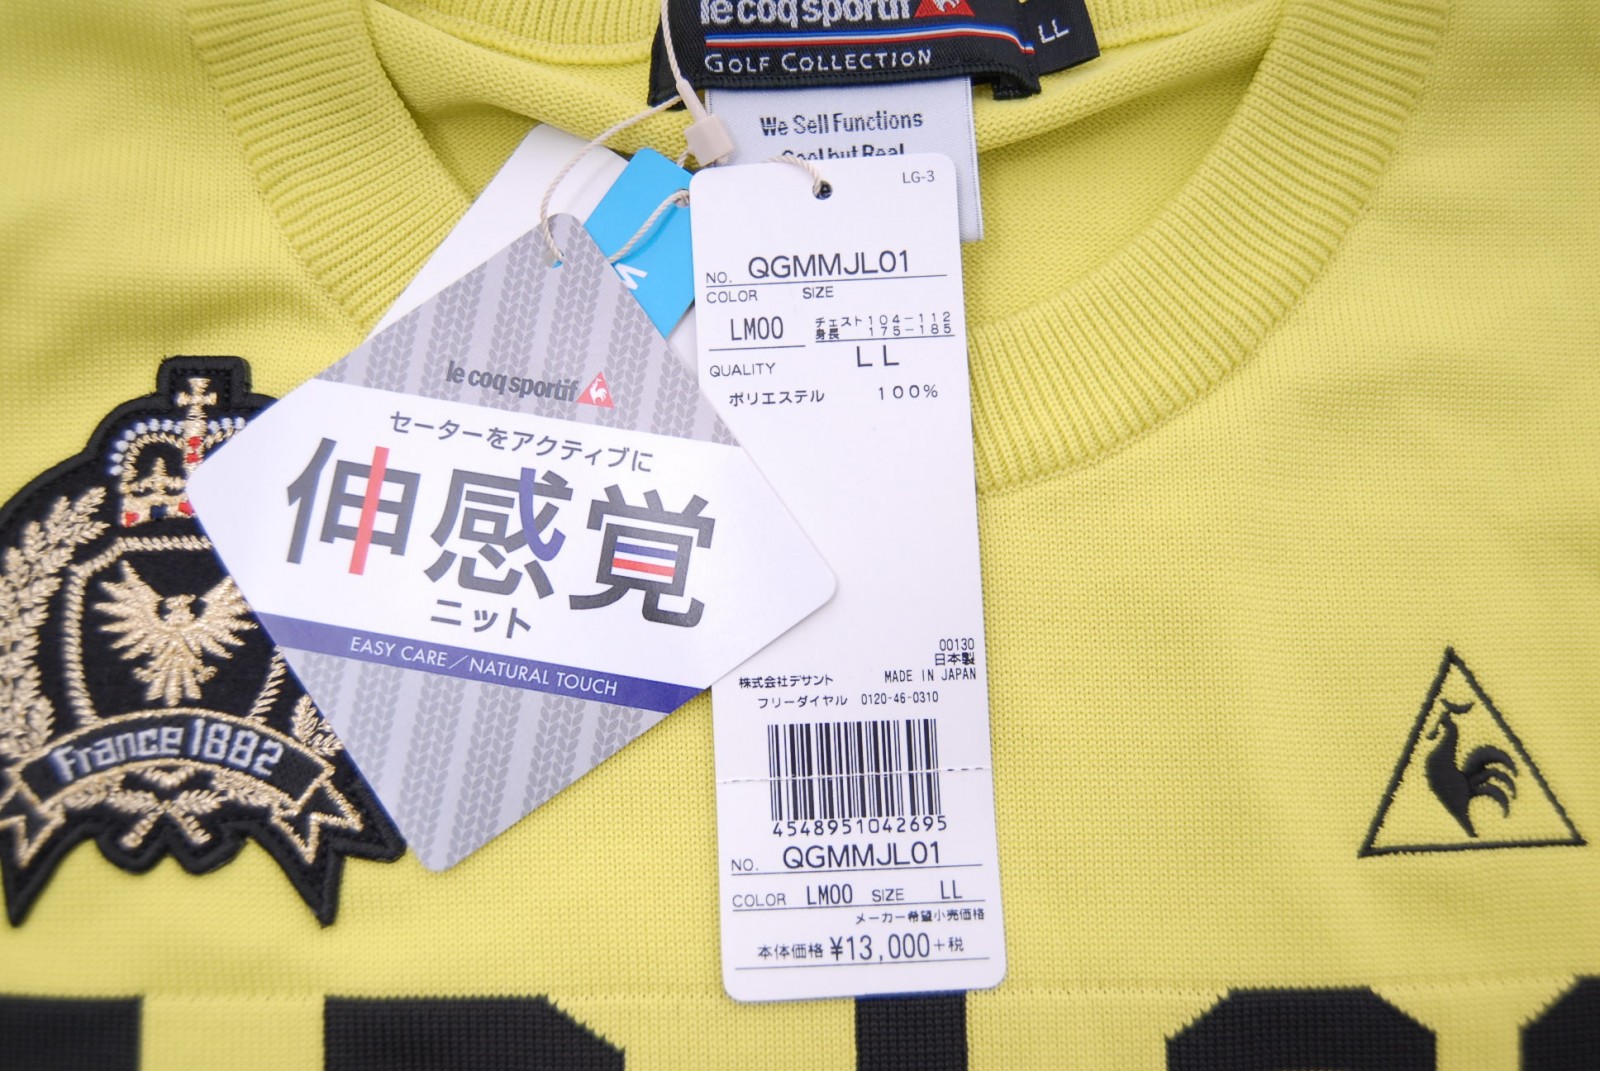 le coq sportif
GOLF COLLECTION
LL
We Sell Functions
Cool but Real
LG-3
NO. QGMMJL01
COLOR SIZE
LM00 チェスト 104-112
身長 175-185
LL
QUALITY
ポリエステル 100%
le coq sportif
セーターをアクティブに
伸感覚
ニット
EASY CARE/NATURAL TOUCH
France 1882
00130
日本製
株式会社デサント MADE IN JAPAN
フリーダイヤル 0120-46-0310
4548951042695
NO. QGMMJL01
COLOR LM00 SIZE LL
メーカー希望小売価格
本体価格 ¥13,000+税